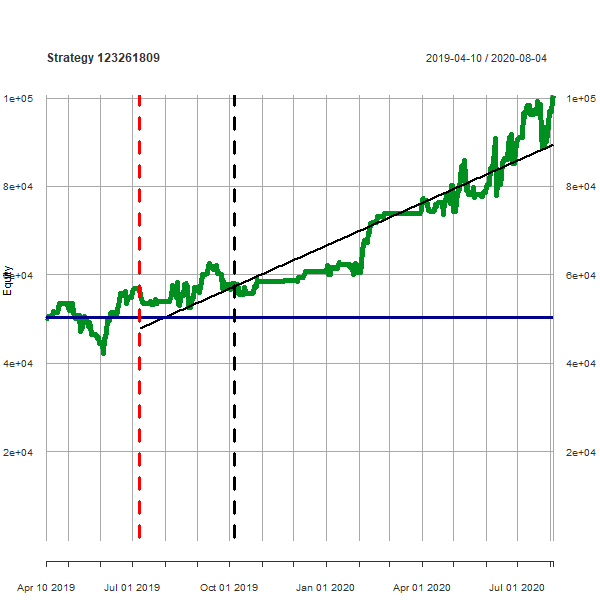 Strategy 123261809
2019-04-10 / 2020-08-04
1e+05
1e+05
8e+04
8e+04
6e+04
6e+04
Equity
4e+04
4e+04
2e+04
2e+04
Apr 10 2019
Jul 01 2019
Oct 01 2019
Jan 01 2020
Apr 01 2020
Jul 01 2020